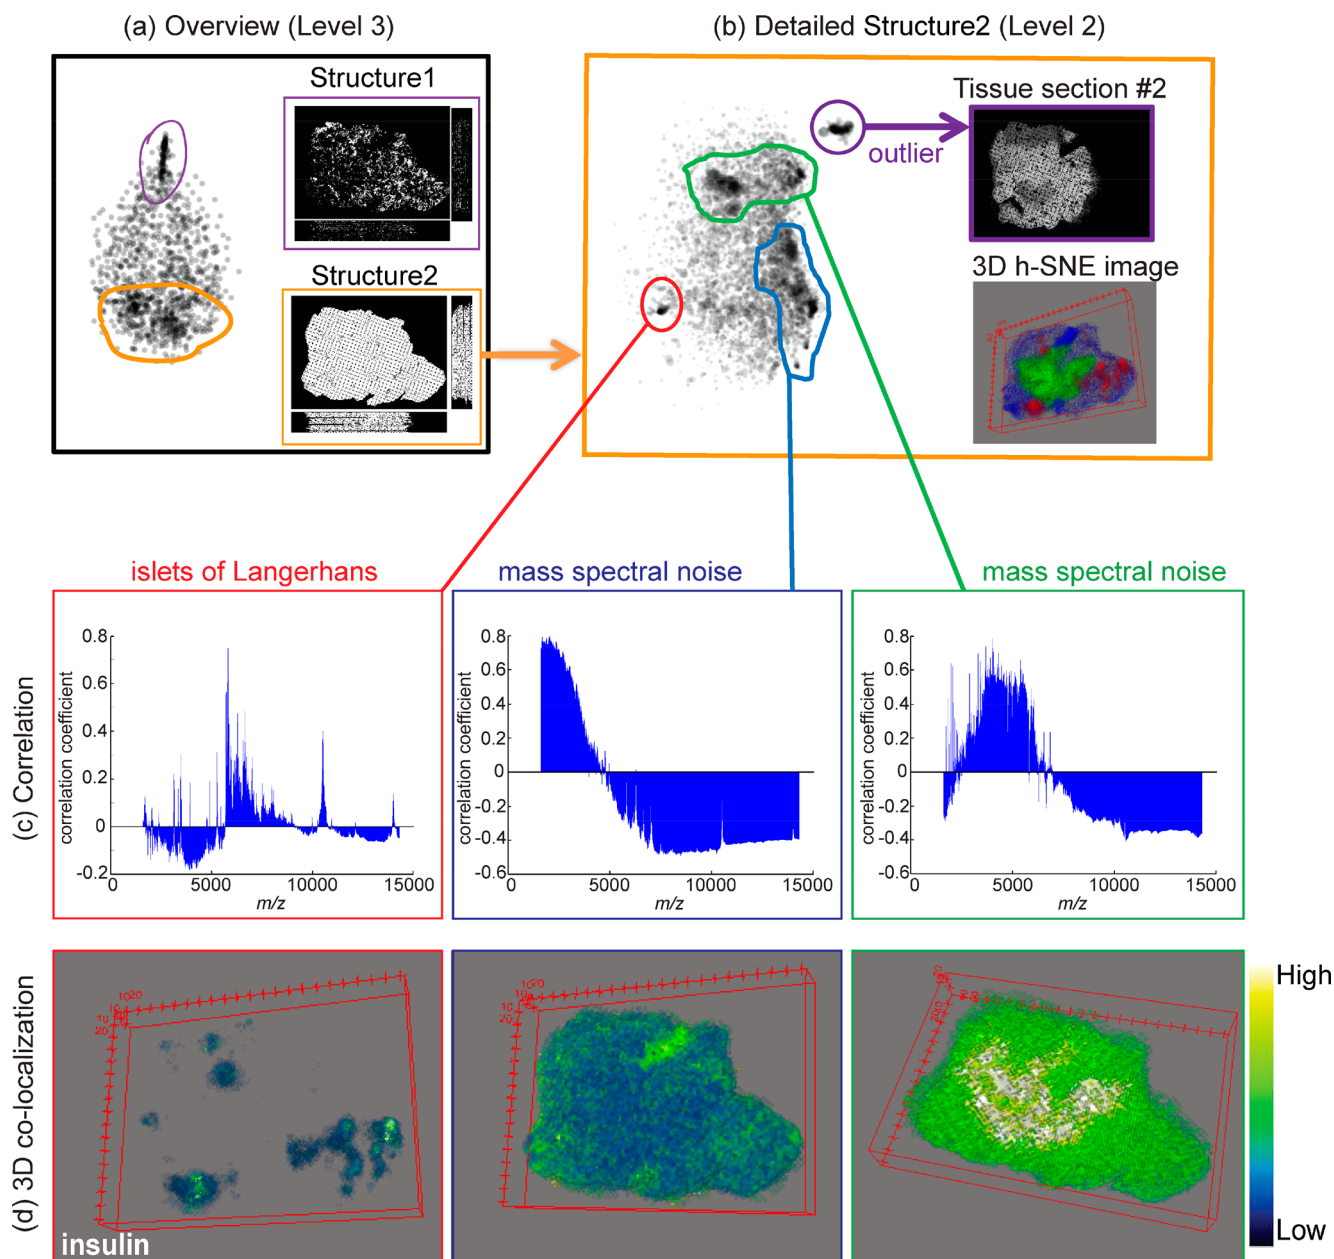 (a) Overview (Level 3)
(b) Detailed Structure2 (Level 2)
Structure1
Structure2
Tissue section #2
outlier
3D h-SNE image
islets of Langerhans
mass spectral noise
mass spectral noise
(c) Correlation
correlation coefficient
0.8
0.6
0.4
0.2
0
-0.2
0
5000
10000
15000
m/z
correlation coefficient
0.8
0.6
0.4
0.2
0
-0.2
-0.4
-0.6
0
5000
10000
15000
m/z
correlation coefficient
0.8
0.6
0.4
0.2
0
-0.2
-0.4
-0.6
0
5000
10000
15000
m/z
(d) 3D co-localization
insulin
High
Low